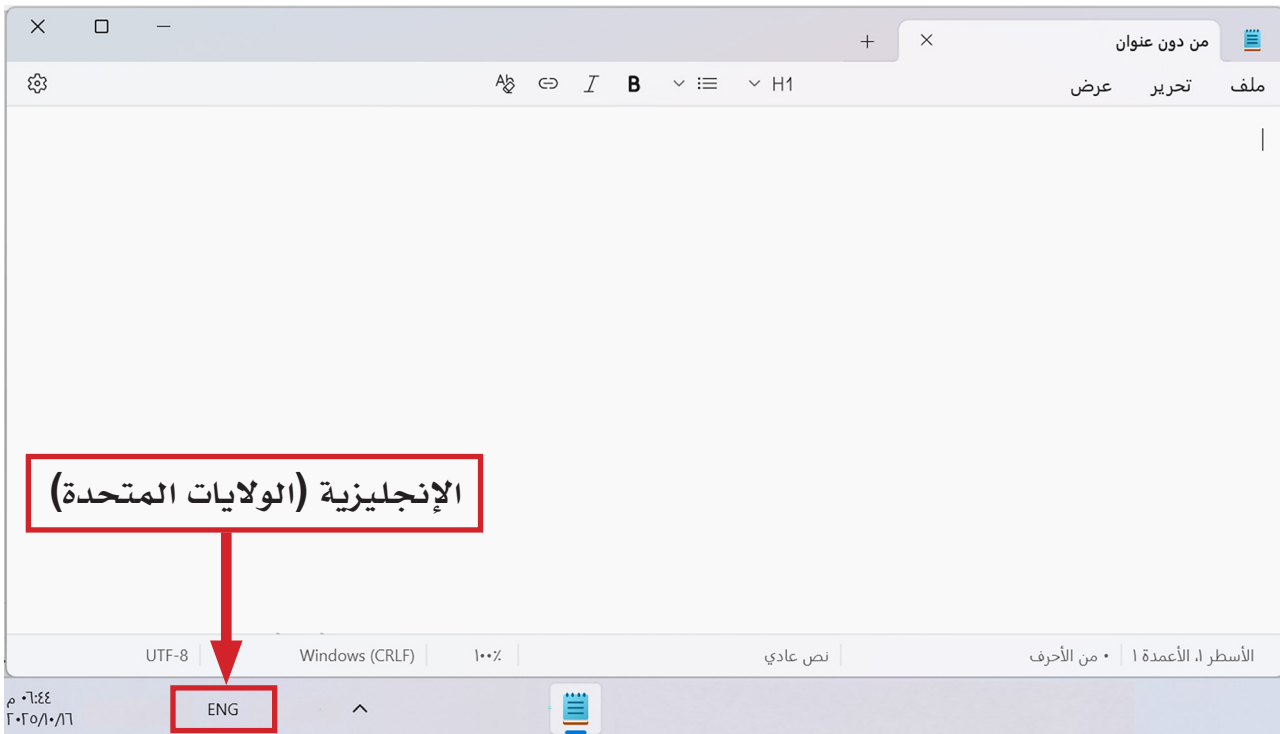 من دون عنوان
ملف تحرير عرض
H1 B I A
الإنجليزية (الولايات المتحدة)
الأسطر ١، الأعمدة ١ ٠ من الأحرف نص عادي ١٠٠٪ Windows (CRLF) UTF-8
ENG
٠٦:٤٤ م
٢٠٢٥/١٠/١٦